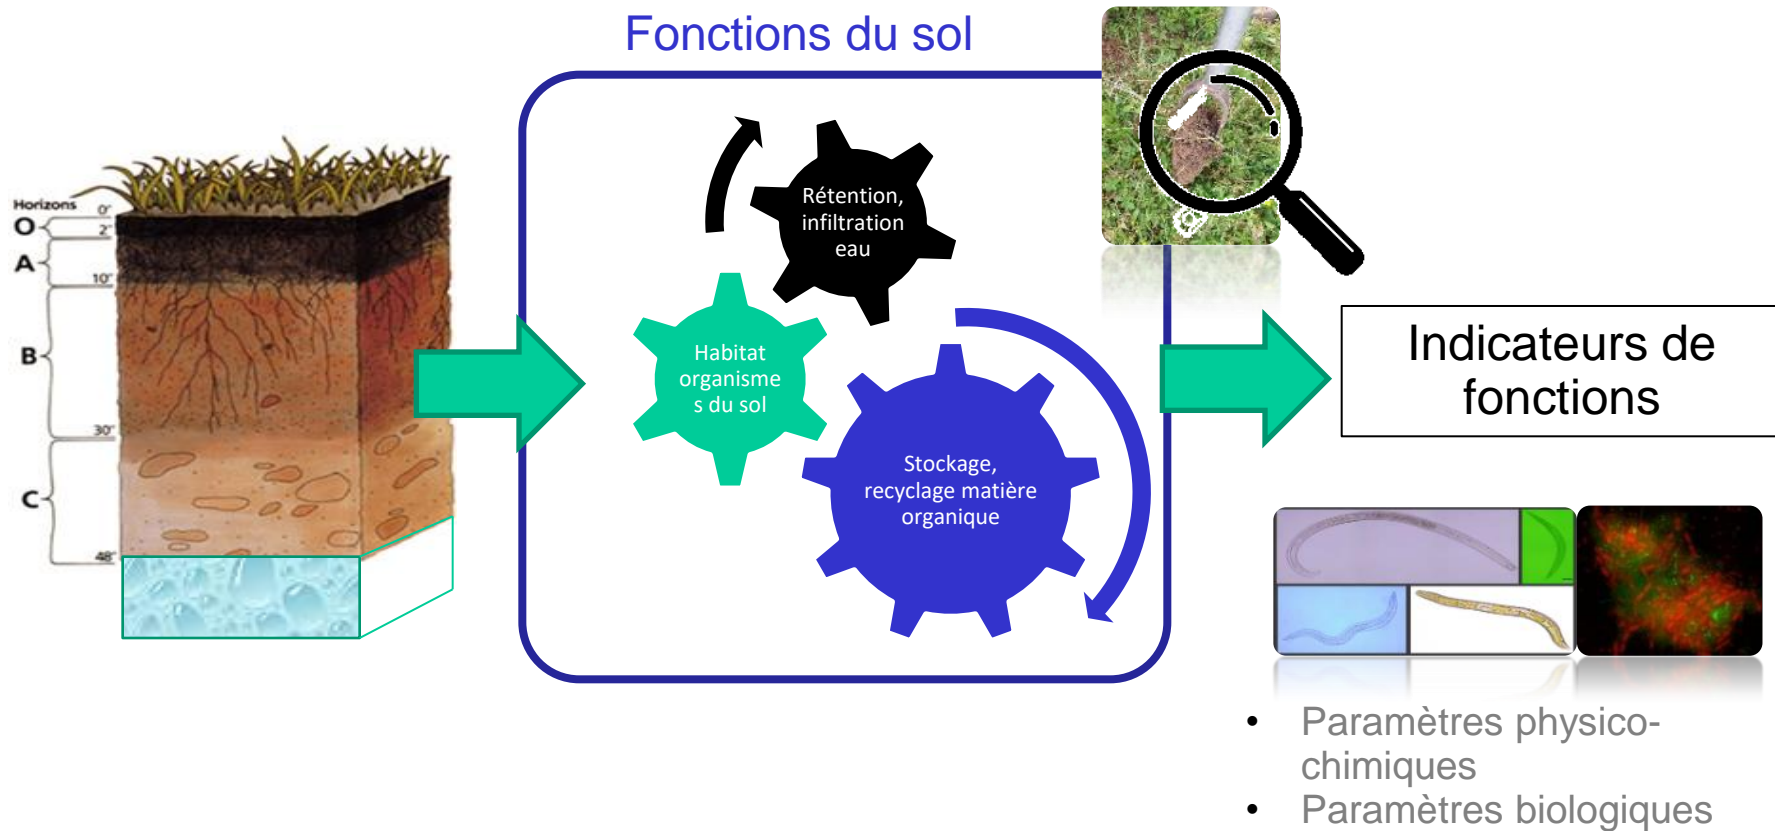 Fonctions du sol
Horizons
0"
O
2"
A
10"
B
30"
C
48"
Rétention,
infiltration
eau
Habitat
organisme
s du sol
Stockage,
recyclage matière
organique
Indicateurs de
fonctions
• Paramètres physico-
chimiques
• Paramètres biologiques